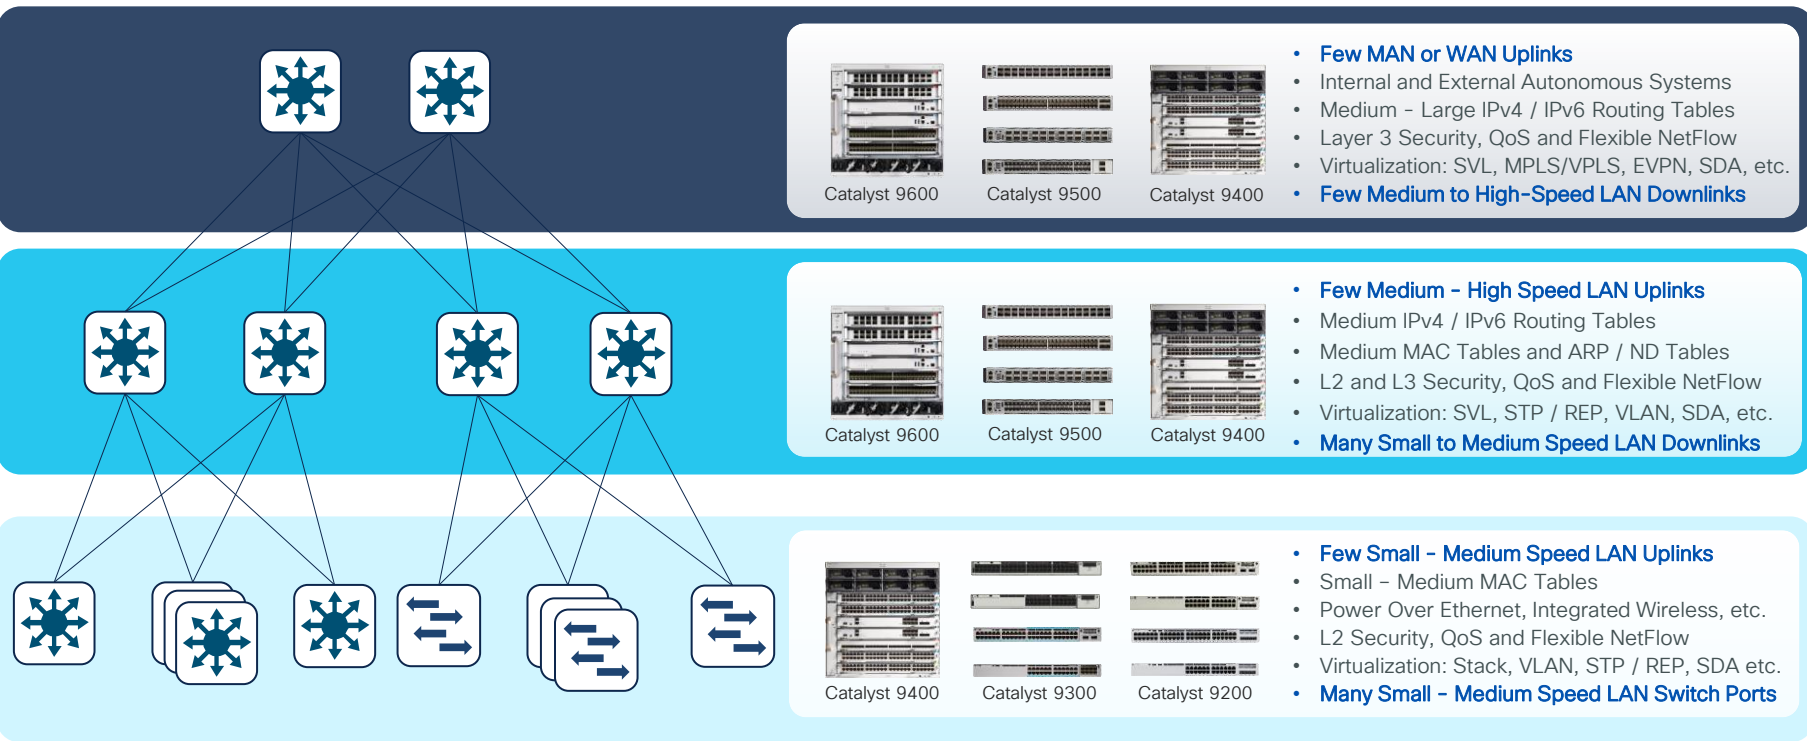 • Few MAN or WAN Uplinks
• Internal and External Autonomous Systems
• Medium - Large IPv4 / IPv6 Routing Tables
• Layer 3 Security, QoS and Flexible NetFlow
• Virtualization: SVL, MPLS/VPLS, EVPN, SDA, etc.
• Few Medium to High-Speed LAN Downlinks
Catalyst 9600 Catalyst 9500 Catalyst 9400
• Few Medium - High Speed LAN Uplinks
• Medium IPv4 / IPv6 Routing Tables
• Medium MAC Tables and ARP / ND Tables
• L2 and L3 Security, QoS and Flexible NetFlow
• Virtualization: SVL, STP / REP, VLAN, SDA, etc.
• Many Small to Medium Speed LAN Downlinks
Catalyst 9600 Catalyst 9500 Catalyst 9400
• Few Small - Medium Speed LAN Uplinks
• Small - Medium MAC Tables
• Power Over Ethernet, Integrated Wireless, etc.
• L2 Security, QoS and Flexible NetFlow
• Virtualization: Stack, VLAN, STP / REP, SDA etc.
• Many Small - Medium Speed LAN Switch Ports
Catalyst 9400 Catalyst 9300 Catalyst 9200